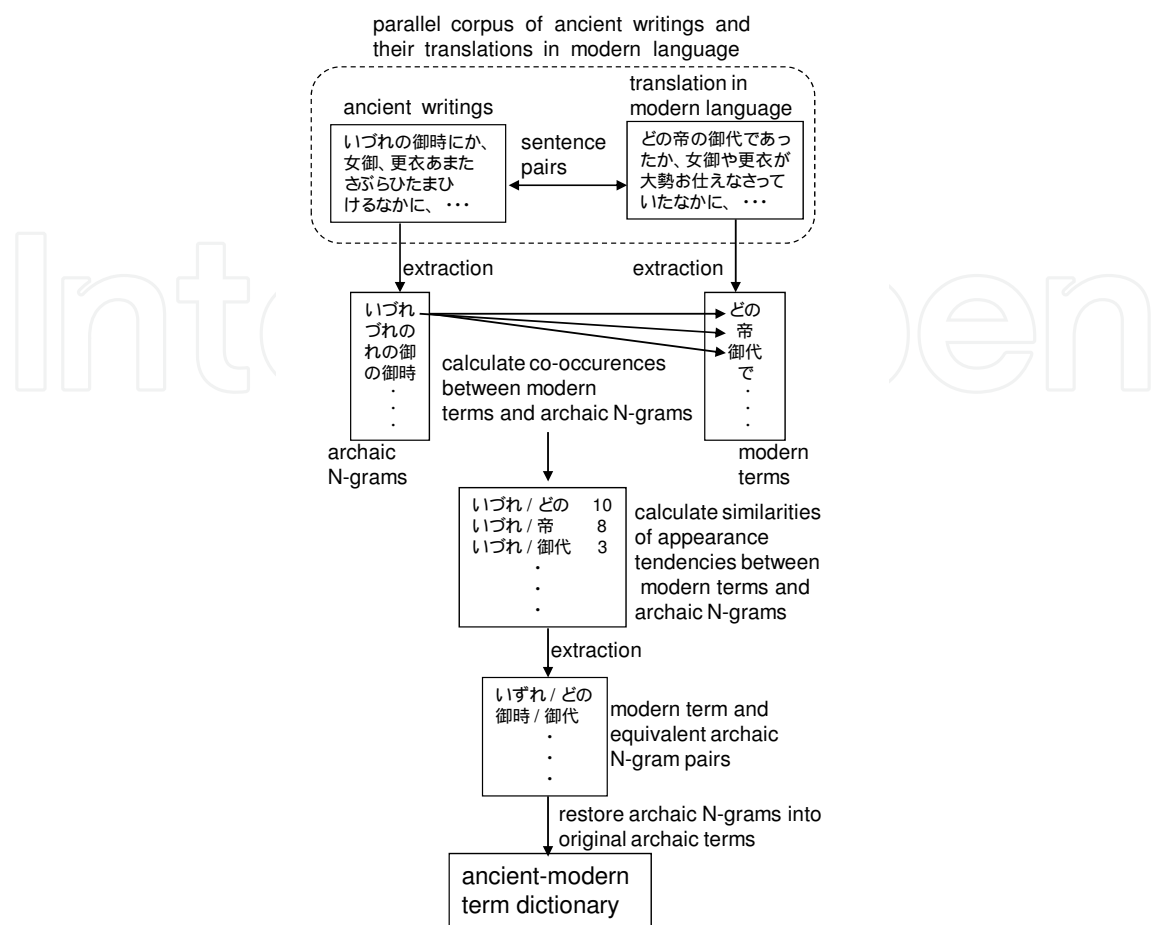 parallel corpus of ancient writings and
their translations in modern language
ancient writings
いづれの御時にか、
女御、更衣あまた
さぶらひたまひ
けるなかに、・・・
sentence
pairs
translation in
modern language
どの帝の御代であっ
たか、女御や更衣が
大勢お仕えなさって
いたなかに、・・・
extraction
extraction
いづれ
づれの
れの御
の御時
・
・
・
archaic
N-grams
calculate co-occurences
between modern
terms and archaic N-grams
どの
帝
御代
で
・
・
・
modern
terms
いづれ / どの 10
いづれ / 帝 8
いづれ / 御代 3
・
・
・
calculate similarities
of appearance
tendencies between
modern terms and
archaic N-grams
extraction
いずれ / どの
御時 / 御代
・
・
・
modern term and
equivalent archaic
N-gram pairs
restore archaic N-grams into
original archaic terms
ancient-modern
term dictionary